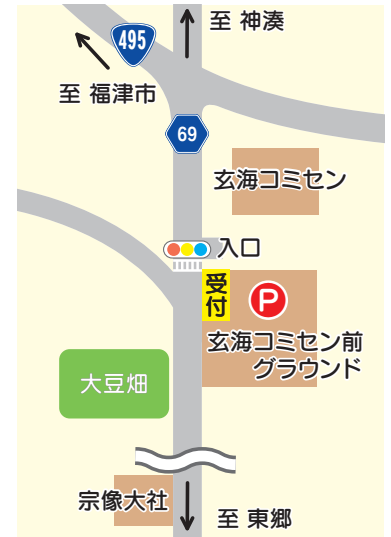 至 神湊
495
至 福津市
69
玄海コミセン
入口
受付
P
玄海コミセン前
グラウンド
大豆畑
宗像大社
至 東郷